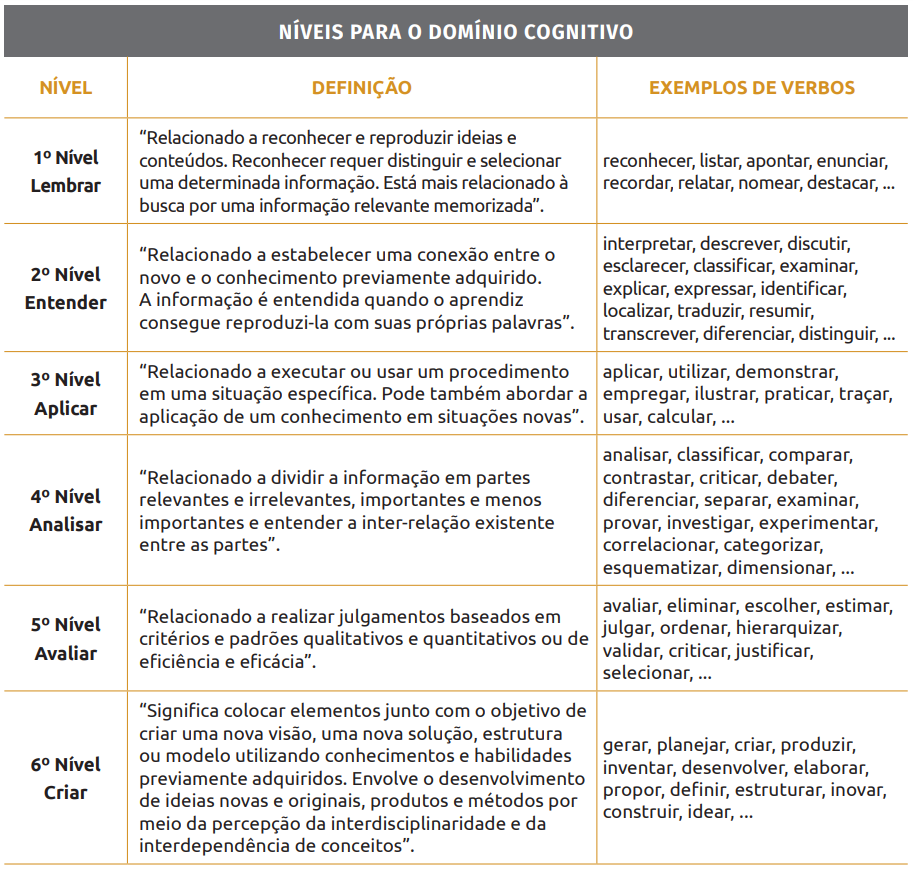 NÍVEIS PARA O DOMÍNIO COGNITIVO
NÍVEL
DEFINIÇÃO
EXEMPLOS DE VERBOS
1º Nível
Lembrar
“Relacionado a reconhecer e reproduzir ideias e
conteúdos. Reconhecer requer distinguir e selecionar
uma determinada informação. Está mais relacionado à
busca por uma informação relevante memorizada”.
reconhecer, listar, apontar, enunciar,
recordar, relatar, nomear, destacar, ...
2º Nível
Entender
“Relacionado a estabelecer uma conexão entre o
novo e o conhecimento previamente adquirido.
A informação é entendida quando o aprendiz
consegue reproduzi-la com suas próprias palavras”.
interpretar, descrever, discutir,
esclarecer, classificar, examinar,
explicar, expressar, identificar,
localizar, traduzir, resumir,
transcrever, diferenciar, distinguir, ...
3º Nível
Aplicar
“Relacionado a executar ou usar um procedimento
em uma situação específica. Pode também abordar a
aplicação de um conhecimento em situações novas”.
aplicar, utilizar, demonstrar,
empregar, ilustrar, praticar, traçar,
usar, calcular, ...
4º Nível
Analisar
“Relacionado a dividir a informação em partes
relevantes e irrelevantes, importantes e menos
importantes e entender a inter-relação existente
entre as partes”.
analisar, classificar, comparar,
contrastar, criticar, debater,
diferenciar, separar, examinar,
provar, investigar, experimentar,
correlacionar, categorizar,
esquematizar, dimensionar, ...
5º Nível
Avaliar
“Relacionado a realizar julgamentos baseados em
critérios e padrões qualitativos e quantitativos ou de
eficiência e eficácia”.
avaliar, eliminar, escolher, estimar,
julgar, ordenar, hierarquizar,
validar, criticar, justificar,
selecionar, ...
6º Nível
Criar
“Significa colocar elementos junto com o objetivo de
criar uma nova visão, uma nova solução, estrutura
ou modelo utilizando conhecimentos e habilidades
previamente adquiridos. Envolve o desenvolvimento
de ideias novas e originais, produtos e métodos por
meio da percepção da interdisciplinaridade e da
interdependência de conceitos”.
gerar, planejar, criar, produzir,
inventar, desenvolver, elaborar,
propor, definir, estruturar, inovar,
construir, idear, ...